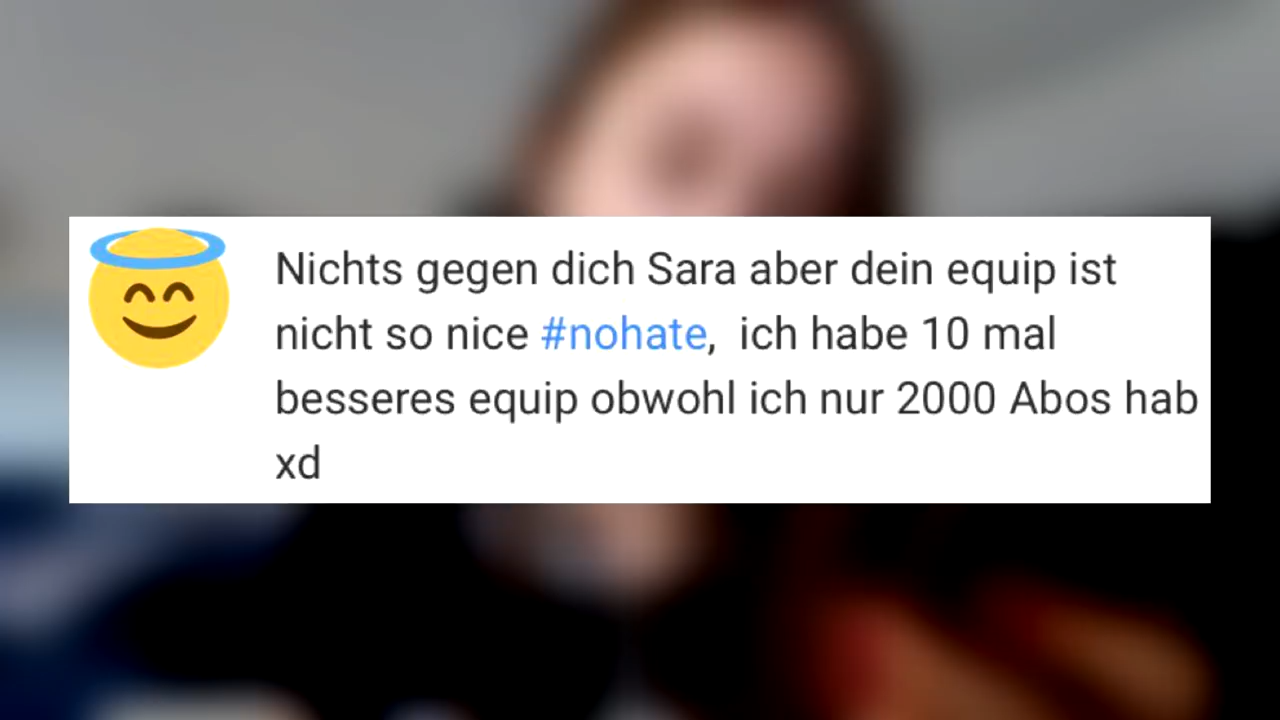 Nichts gegen dich Sara aber dein equip ist
nicht so nice #nohate,  ich habe 10 mal
besseres equip obwohl ich nur 2000 Abos hab
xd